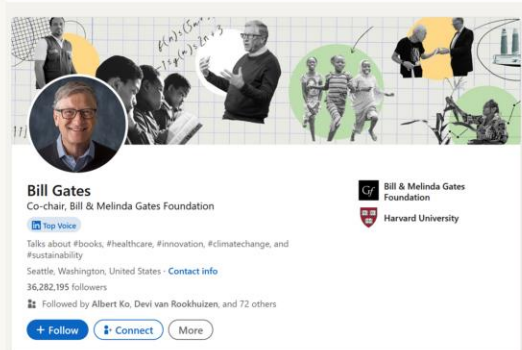 Bill Gates
Co-chair, Bill & Melinda Gates Foundation
in Top Voice
Talks about #books, #healthcare, #innovation, #climatechange, and
#sustainability
Seattle, Washington, United States · Contact info
36,282,195 followers
Followed by Albert Ko, Devi van Rookhuizen, and 72 others
+ Follow
Connect
More
Gf
Bill & Melinda Gates
Foundation
Harvard University